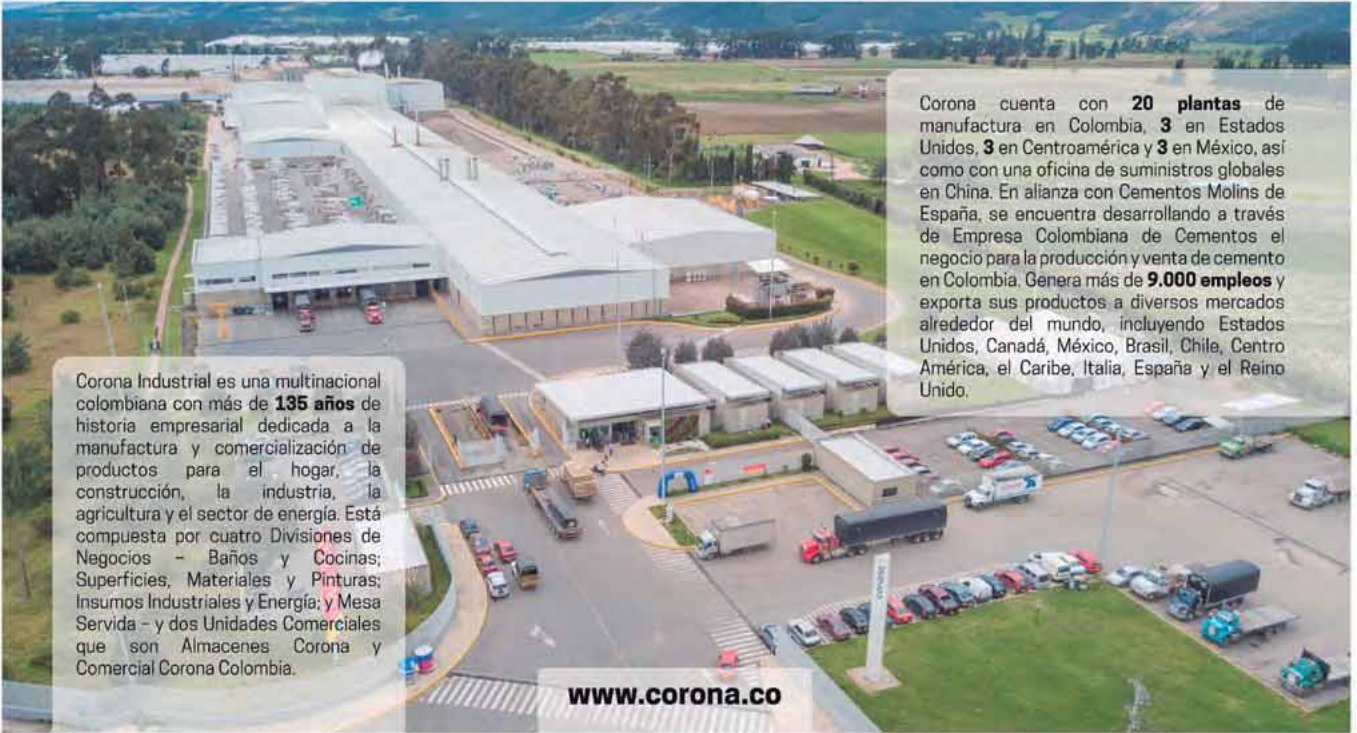 Corona cuenta con 20 plantas de
manufactura en Colombia, 3 en Estados
Unidos, 3 en Centroamérica y 3 en México, así
como con una oficina de suministros globales
en China. En alianza con Cementos Molins de
España, se encuentra desarrollando a través
de Empresa Colombiana de Cementos el
negocio para la producción y venta de cemento
en Colombia. Genera más de 9.000 empleos y
exporta sus productos a diversos mercados
alrededor del mundo, incluyendo Estados
Unidos, Canadá, México, Brasil, Chile, Centro
América, el Caribe, Italia, España y el Reino
Unido.
Corona Industrial es una multinacional
colombiana con más de 135 años de
historia empresarial dedicada a la
manufactura y comercialización de
productos para el hogar, la
construcción, la industria, la
agricultura y el sector de energía. Está
compuesta por cuatro Divisiones de
Negocios – Baños y Cocinas;
Superficies, Materiales y Pinturas;
Insumos Industriales y Energía; y Mesa
Servida – y dos Unidades Comerciales
que son Almacenes Corona y
Comercial Corona Colombia.
www.corona.co